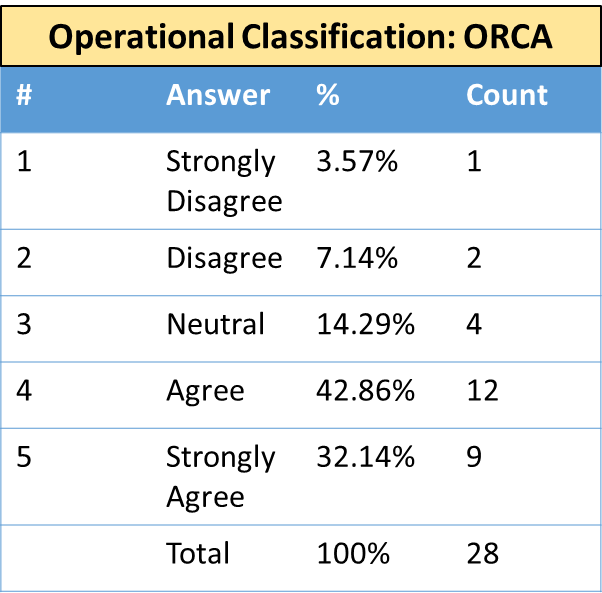 Operational Classification: ORCA
# Answer % Count
1 Strongly 3.57% 1
Disagree
2 Disagree 7.14% 2
3 Neutral 14.29% 4
4 Agree 42.86% 12
5 Strongly 32.14% 9
Agree
Total 100% 28